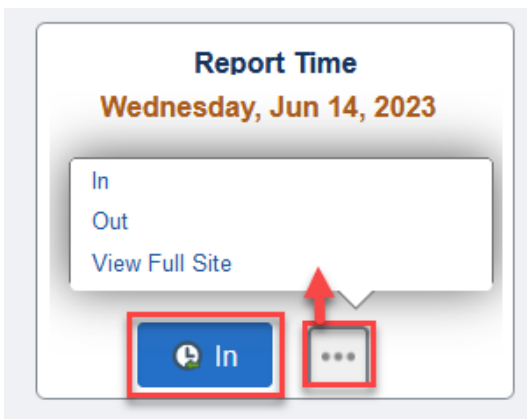 Report Time
Wednesday, Jun 14, 2023
In
Out
View Full Site
In